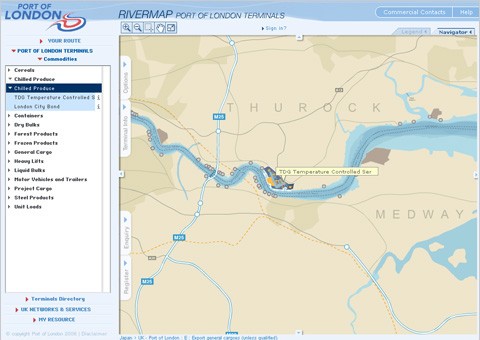 PORT OF
LONDON
RIVERMAP PORT OF LONDON TERMINALS
Commercial Contacts
Help
Sign in?
Legend
Navigator
YOUR ROUTE
PORT OF LONDON TERMINALS
Commodities
Cereals
Chilled Produce
Chilled Produce
TDG Temperature Controlled S
London City Bond
Containers
Dry Bulks
Forest Products
Frozen Products
General Cargo
Heavy Lifts
Liquid Bulks
Motor Vehicles and Trailers
Project Cargo
Steel Products
Unit Loads
Terminals Directory
UK NETWORKS & SERVICES
MY RESOURCE
© copyright Port of London 2005 | Disclaimer
Options
Terminal Info
Enquiry
Register
THUROCK
M25
TDG Temperature Controlled Ser
MEDWAY
M25
M25
Japan > UK - Port of London : E : Export general cargoes (unless qualified)